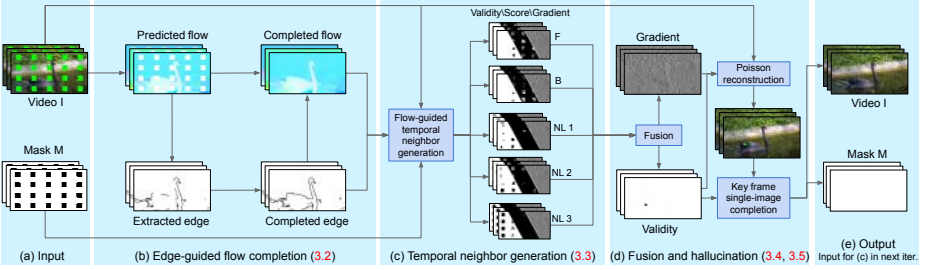 Video I
Mask M
(a) Input
Predicted flow
Completed flow
Extracted edge
Completed edge
(b) Edge-guided flow completion (3.2)
Flow-guided
temporal
neighbor
generation
Validity\Score\Gradient
F
B
NL 1
NL 2
NL 3
(c) Temporal neighbor generation (3.3)
Gradient
Fusion
Validity
Poisson
reconstruction
Key frame
single-image
completion
(d) Fusion and hallucination (3.4, 3.5)
Video I
Mask M
(e) Output
Input for (c) in next iter.